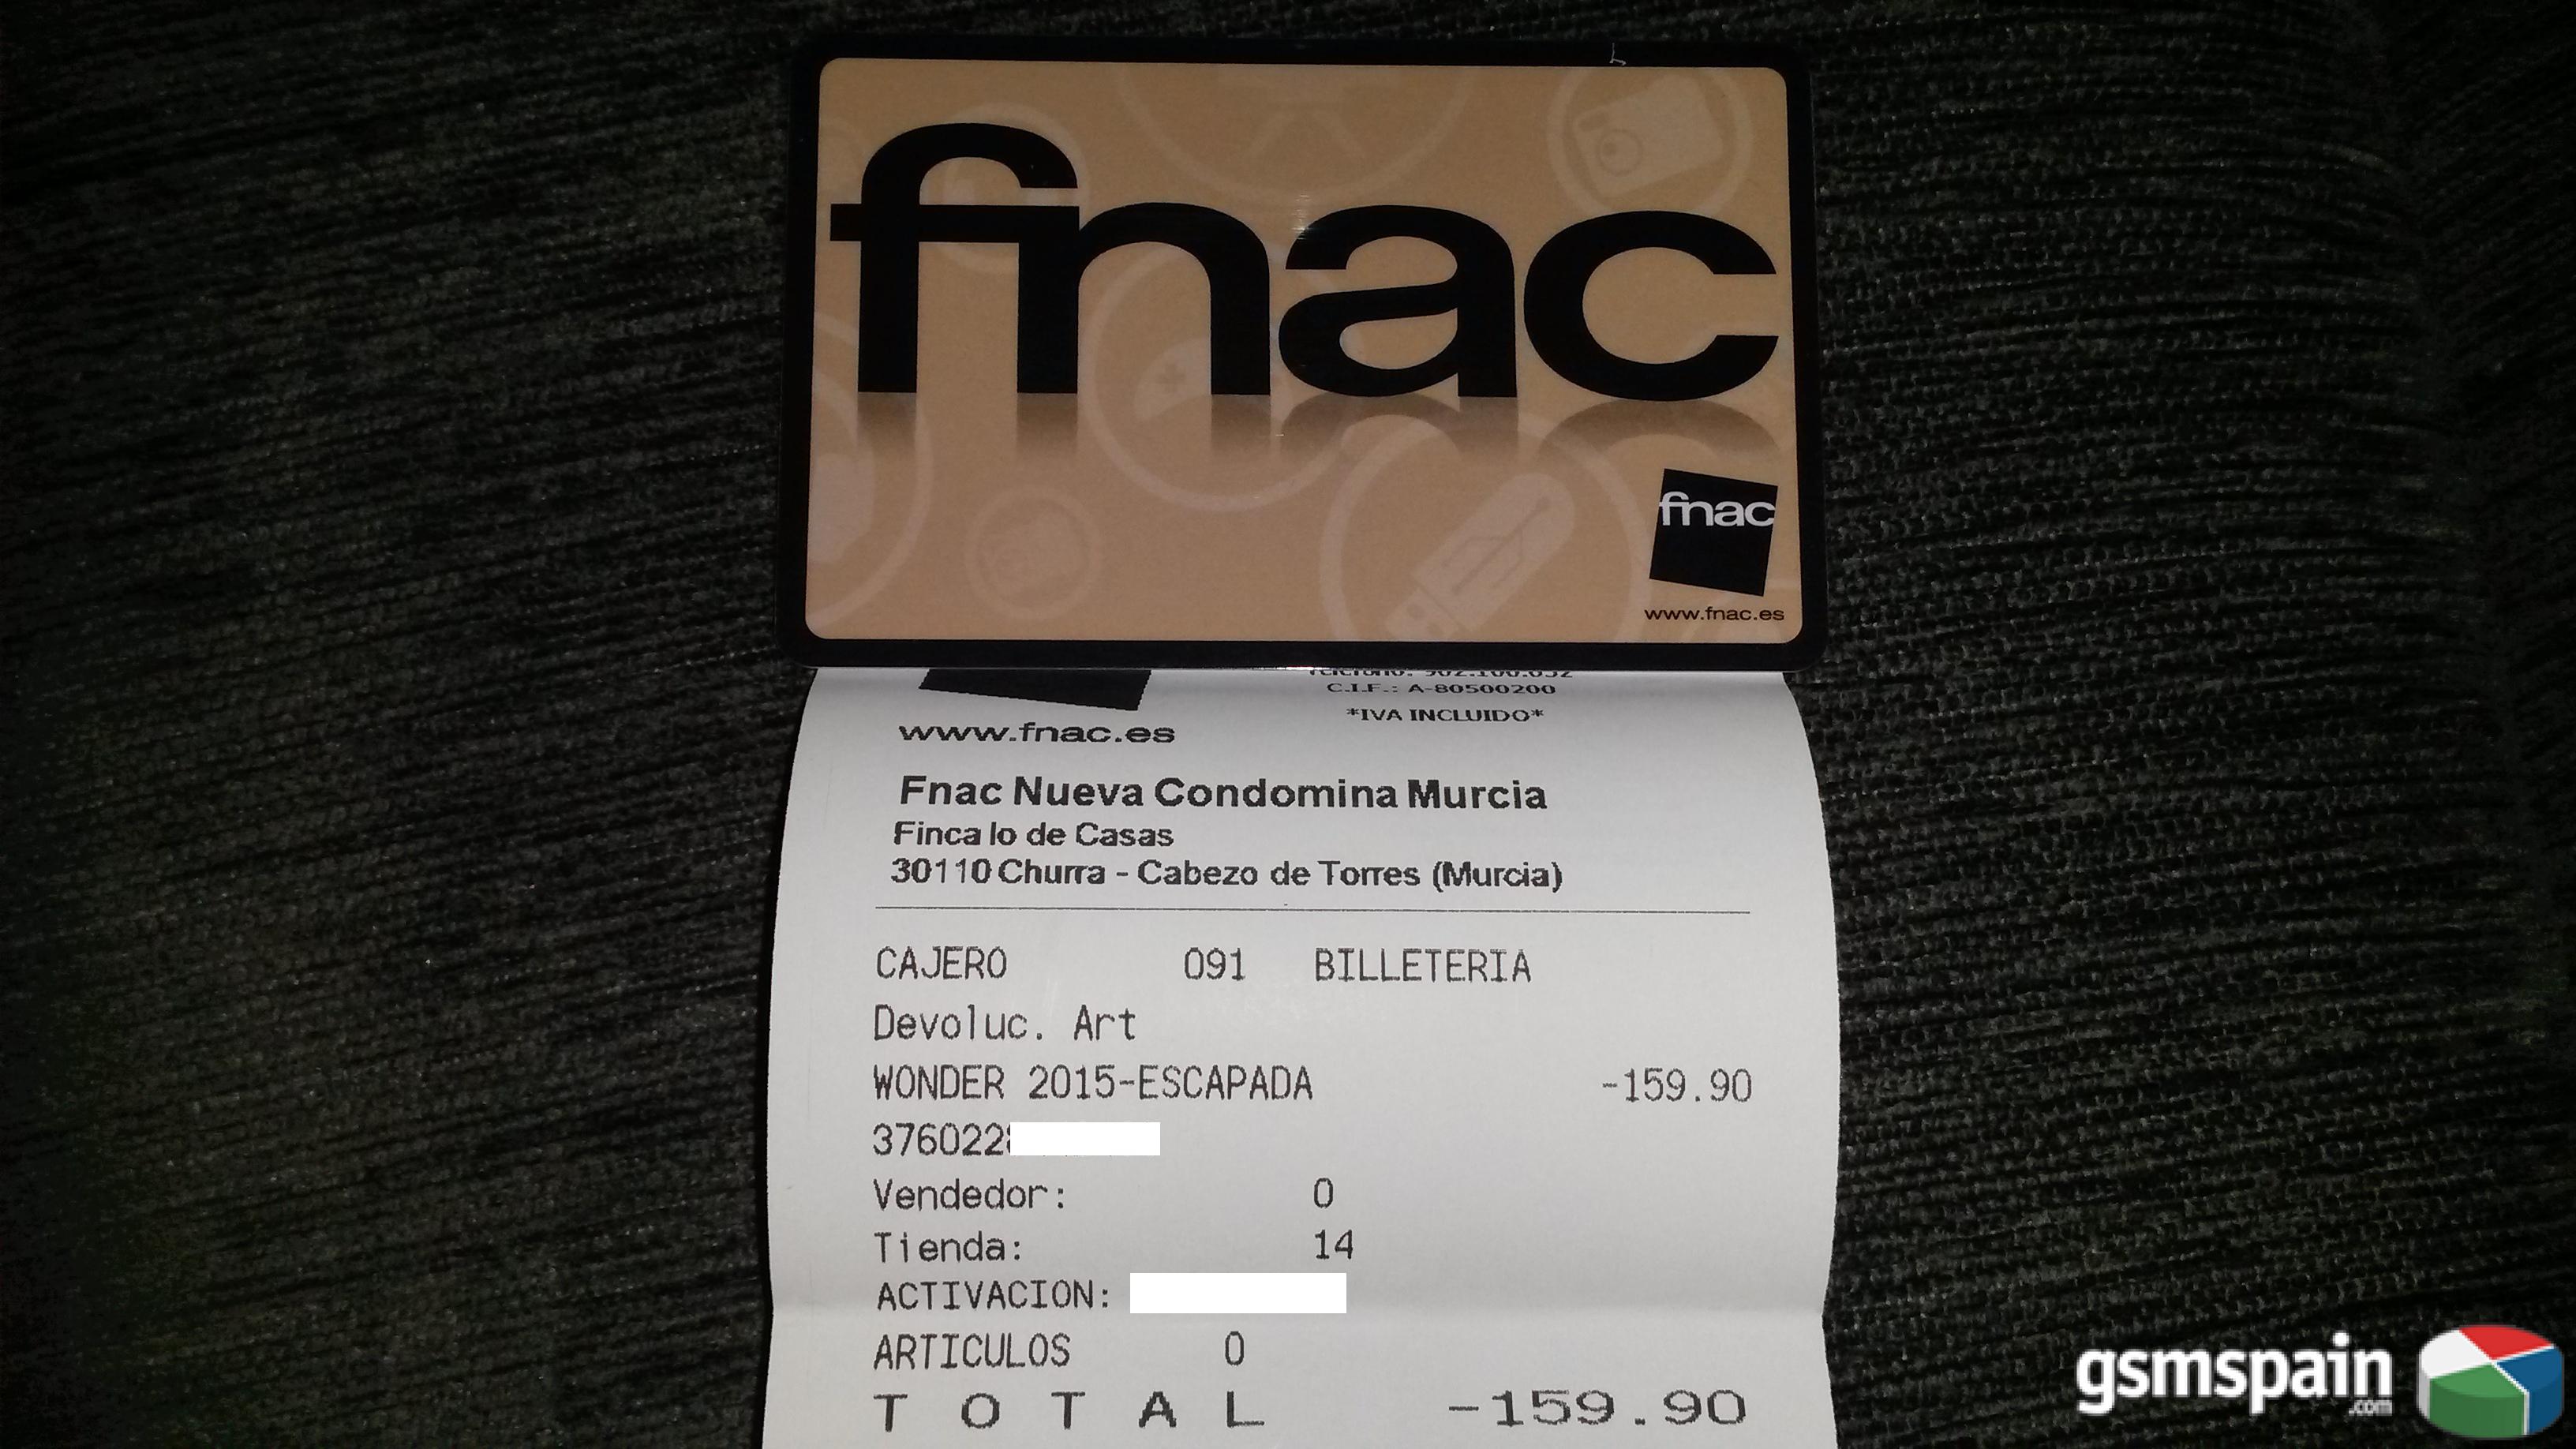 fnac
fnac
www.fnac.es
C.I.F.: A-80500200
*IVA INCLUIDO*
www.fnac.es
Fnac Nueva Condomina Murcia
Finca lo de Casas
30110 Churra - Cabezo de Torres (Murcia)
CAJERO 091 BILLETERIA
Devoluc. Art
WONDER 2015-ESCAPADA -159.90
376022
Vendedor: 0
Tienda: 14
ACTIVACION:
ARTICULOS 0
T O T A L -159.90
gsmspain
.com